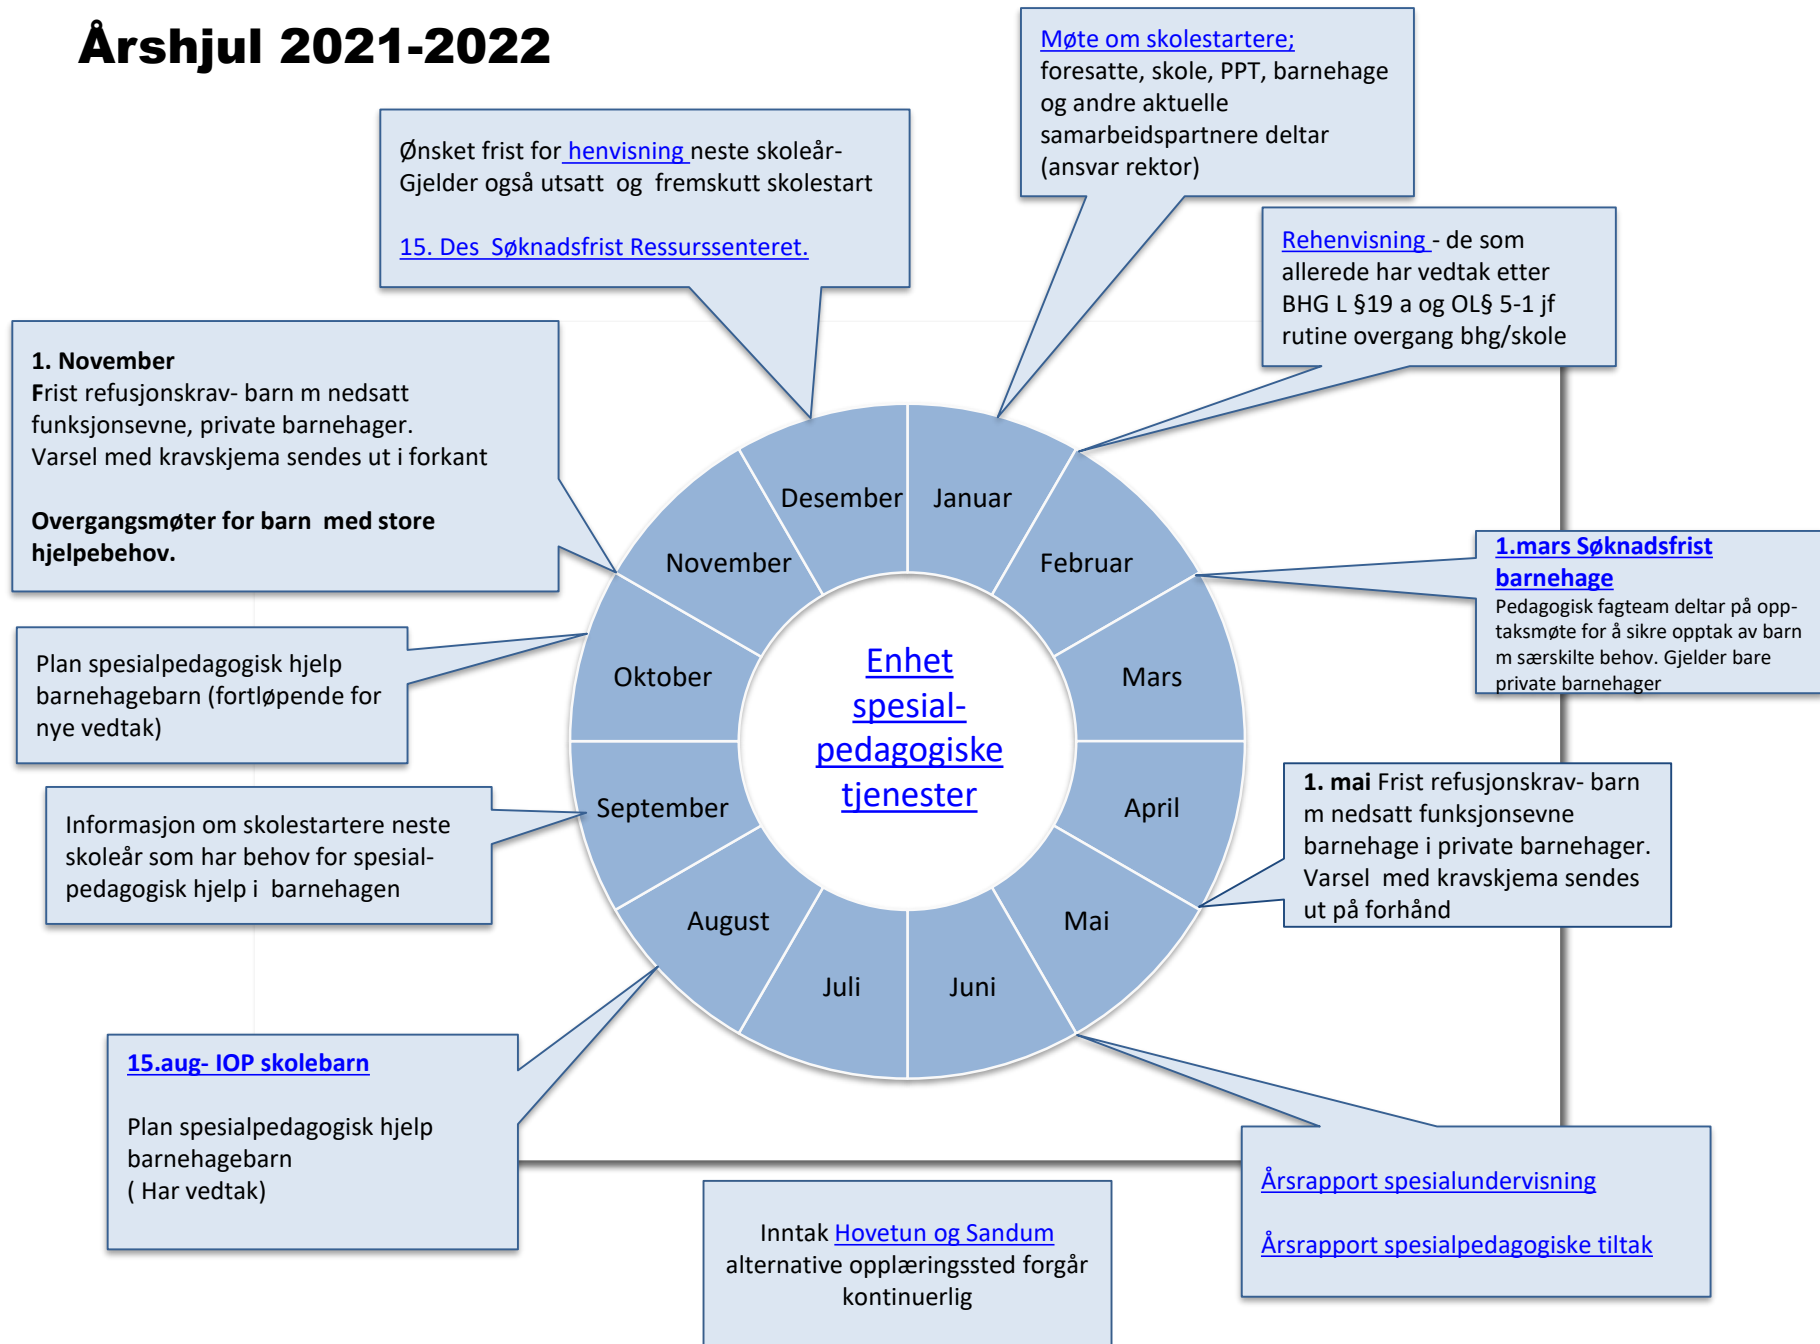 Årshjul 2021-2022
Møte om skolestartere;
foresatte, skole, PPT, barnehage
og andre aktuelle
samarbeidspartnere deltar
(ansvar rektor)
Ønsket frist for henvisning neste skoleår-
Gjelder også utsatt og fremskutt skolestart
15. Des Søknadsfrist Ressurssenteret.
Rehenvisning - de som
allerede har vedtak etter
BHG L §19 a og OL§ 5-1 jf
rutine overgang bhg/skole
1. November
Frist refusjonskrav- barn m nedsatt
funksjonsevne, private barnehager.
Varsel med kravskjema sendes ut i forkant
Overgangsmøter for barn med store
hjelpebehov.
Desember
Januar
November
Februar
1.mars Søknadsfrist
barnehage
Pedagogisk fagteam deltar på opp-
taksmøte for å sikre opptak av barn
m særskilte behov. Gjelder bare
private barnehager
Plan spesialpedagogisk hjelp
barnehagebarn (fortløpende for
nye vedtak)
Oktober
Enhet
spesial-
pedagogiske
tjenester
Mars
Informasjon om skolestartere neste
skoleår som har behov for spesial-
pedagogisk hjelp i barnehagen
September
April
1. mai Frist refusjonskrav- barn
m nedsatt funksjonsevne
barnehage i private barnehager.
Varsel med kravskjema sendes
ut på forhånd
August
Mai
Juli
Juni
15.aug- IOP skolebarn
Plan spesialpedagogisk hjelp
barnehagebarn
( Har vedtak)
Årsrapport spesialundervisning
Årsrapport spesialpedagogiske tiltak
Inntak Hovetun og Sandum
alternative opplæringssted forgår
kontinuerlig